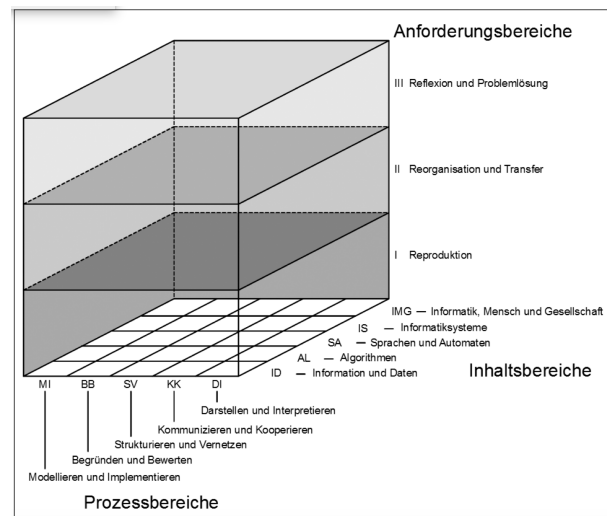 Anforderungsbereiche
III Reflexion und Problemlösung
II Reorganisation und Transfer
I Reproduktion
IMG — Informatik, Mensch und Gesellschaft
IS — Informatiksysteme
SA — Sprachen und Automaten
AL — Algorithmen
ID — Information und Daten
Inhaltsbereiche
MI BB SV KK DI
Darstellen und Interpretieren
Kommunizieren und Kooperieren
Strukturieren und Vernetzen
Begründen und Bewerten
Modellieren und Implementieren
Prozessbereiche